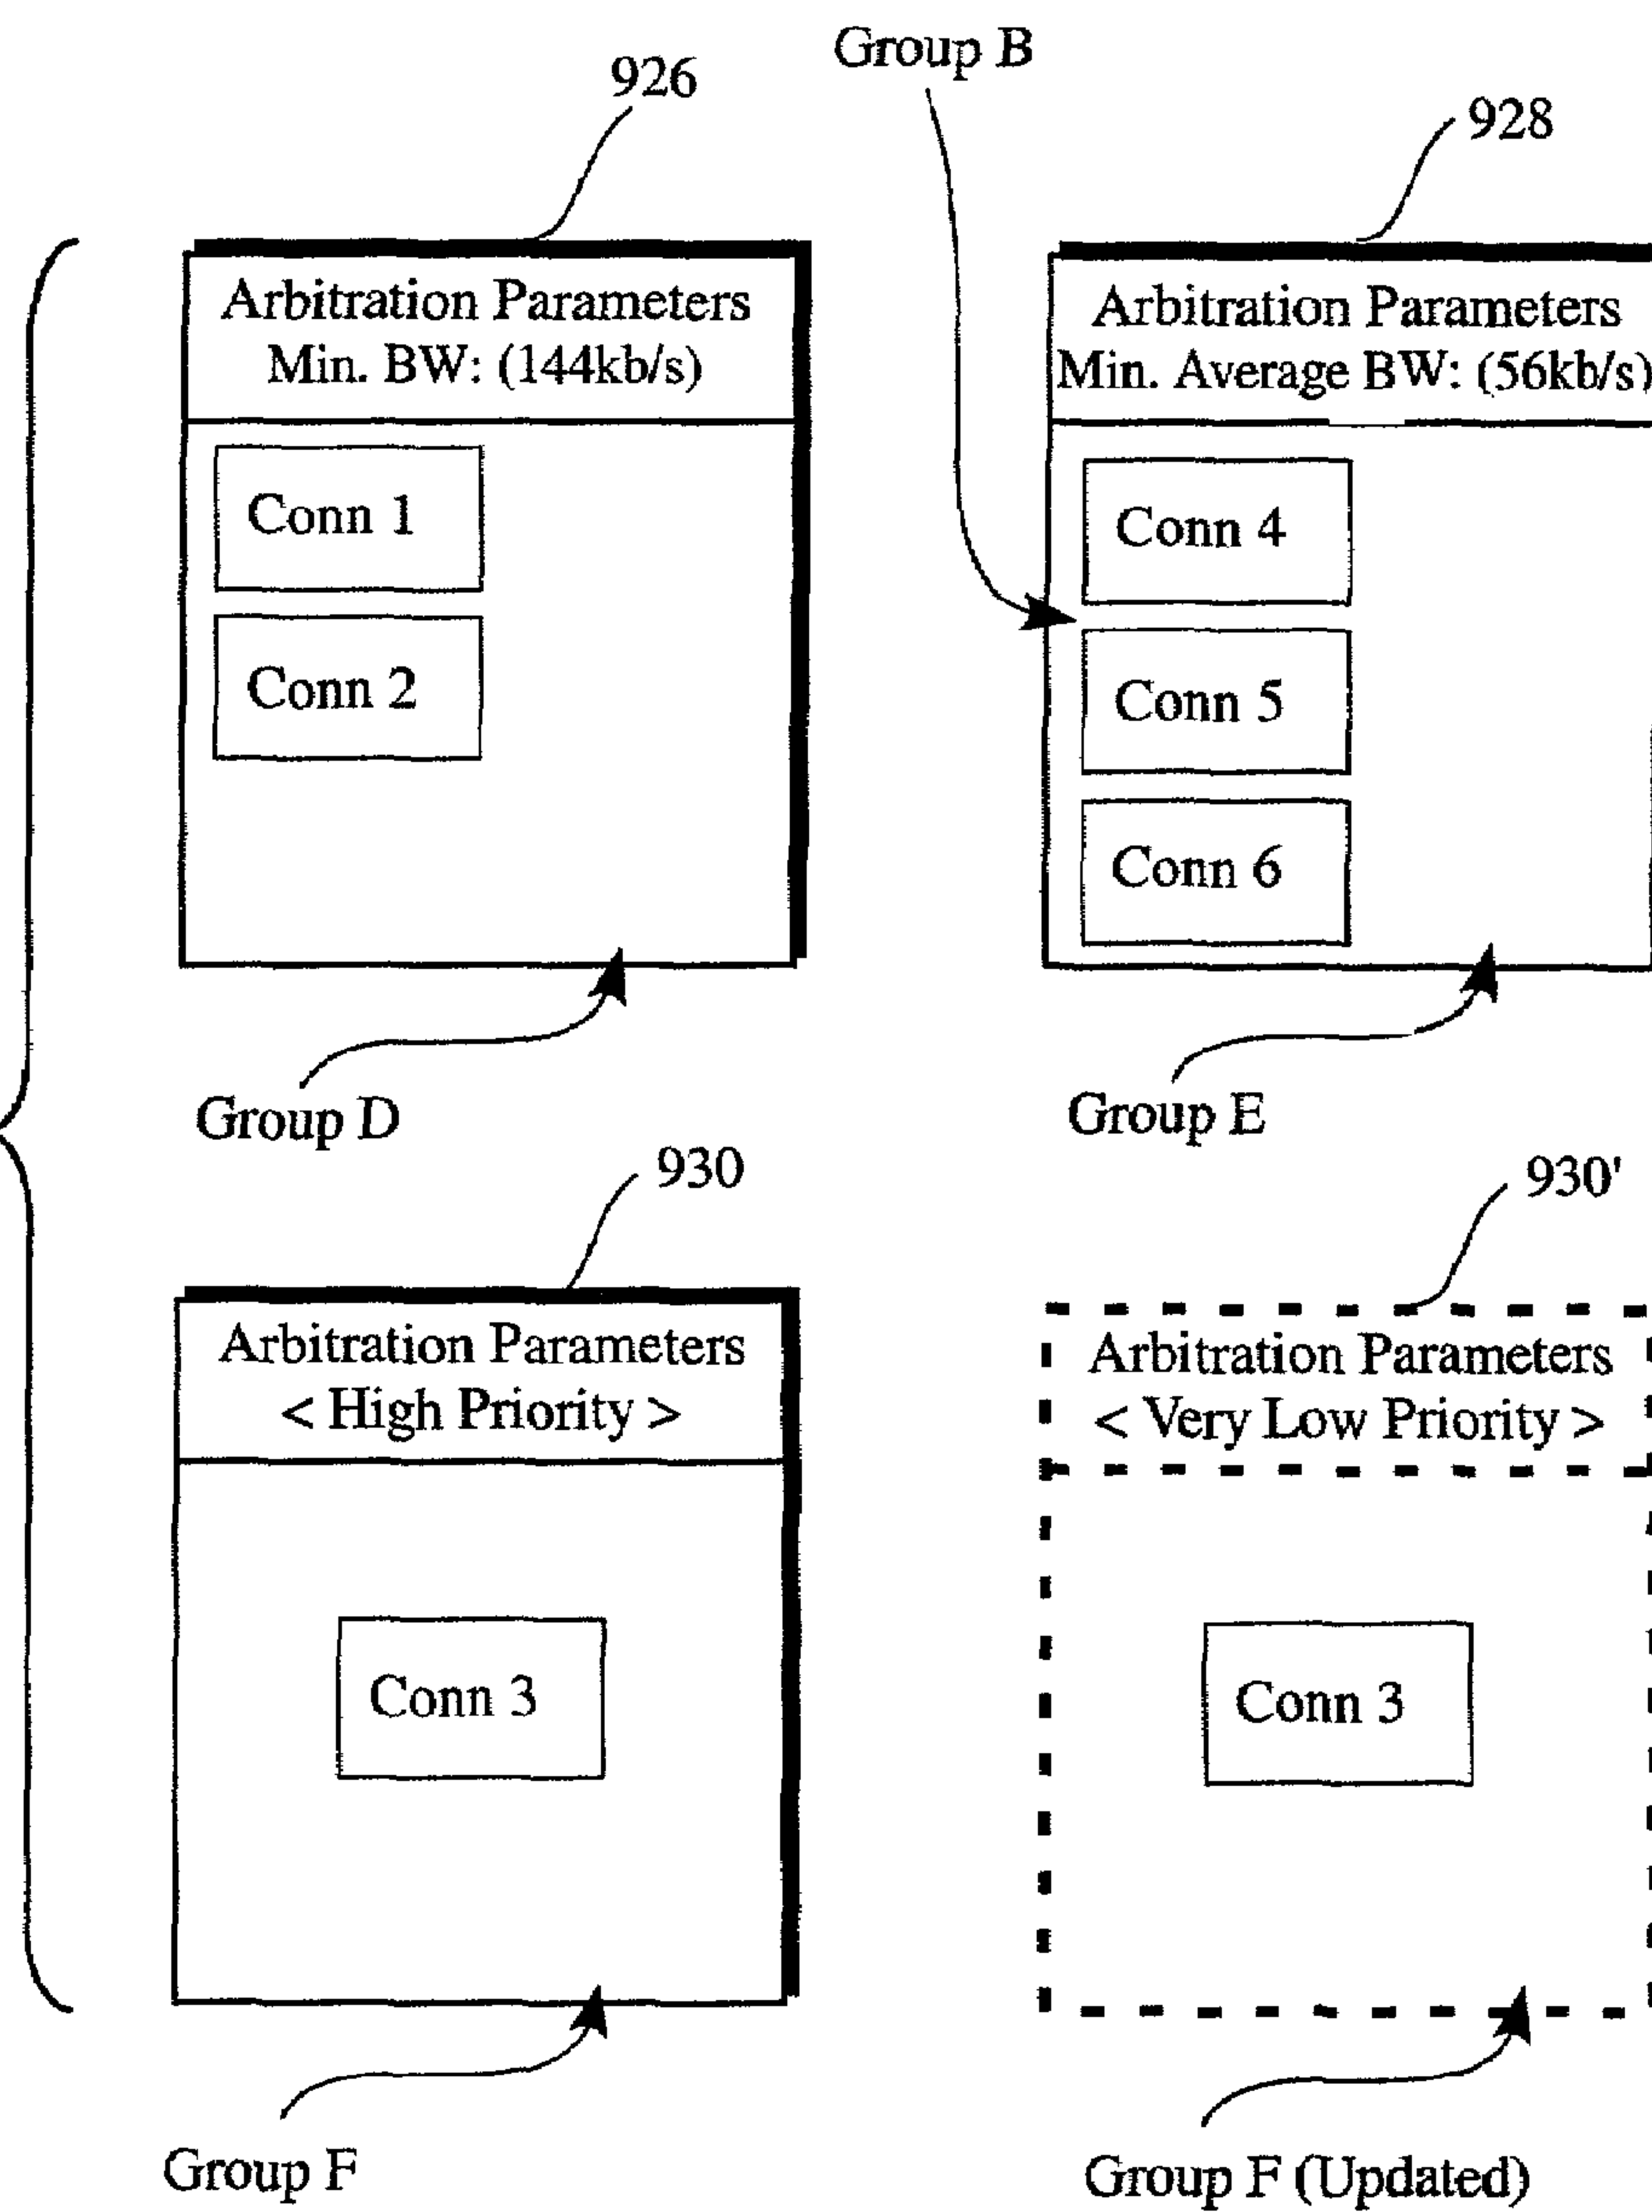 926
Group B
928
Arbitration Parameters
Min. BW: (144kb/s)
Conn 1
Conn 2
Group D
Arbitration Parameters
Min. Average BW: (56kb/s)
Conn 4
Conn 5
Conn 6
Group E
930
Arbitration Parameters
< High Priority >
Conn 3
Group F
930'
Arbitration Parameters
< Very Low Priority >
Conn 3
Group F (Updated)